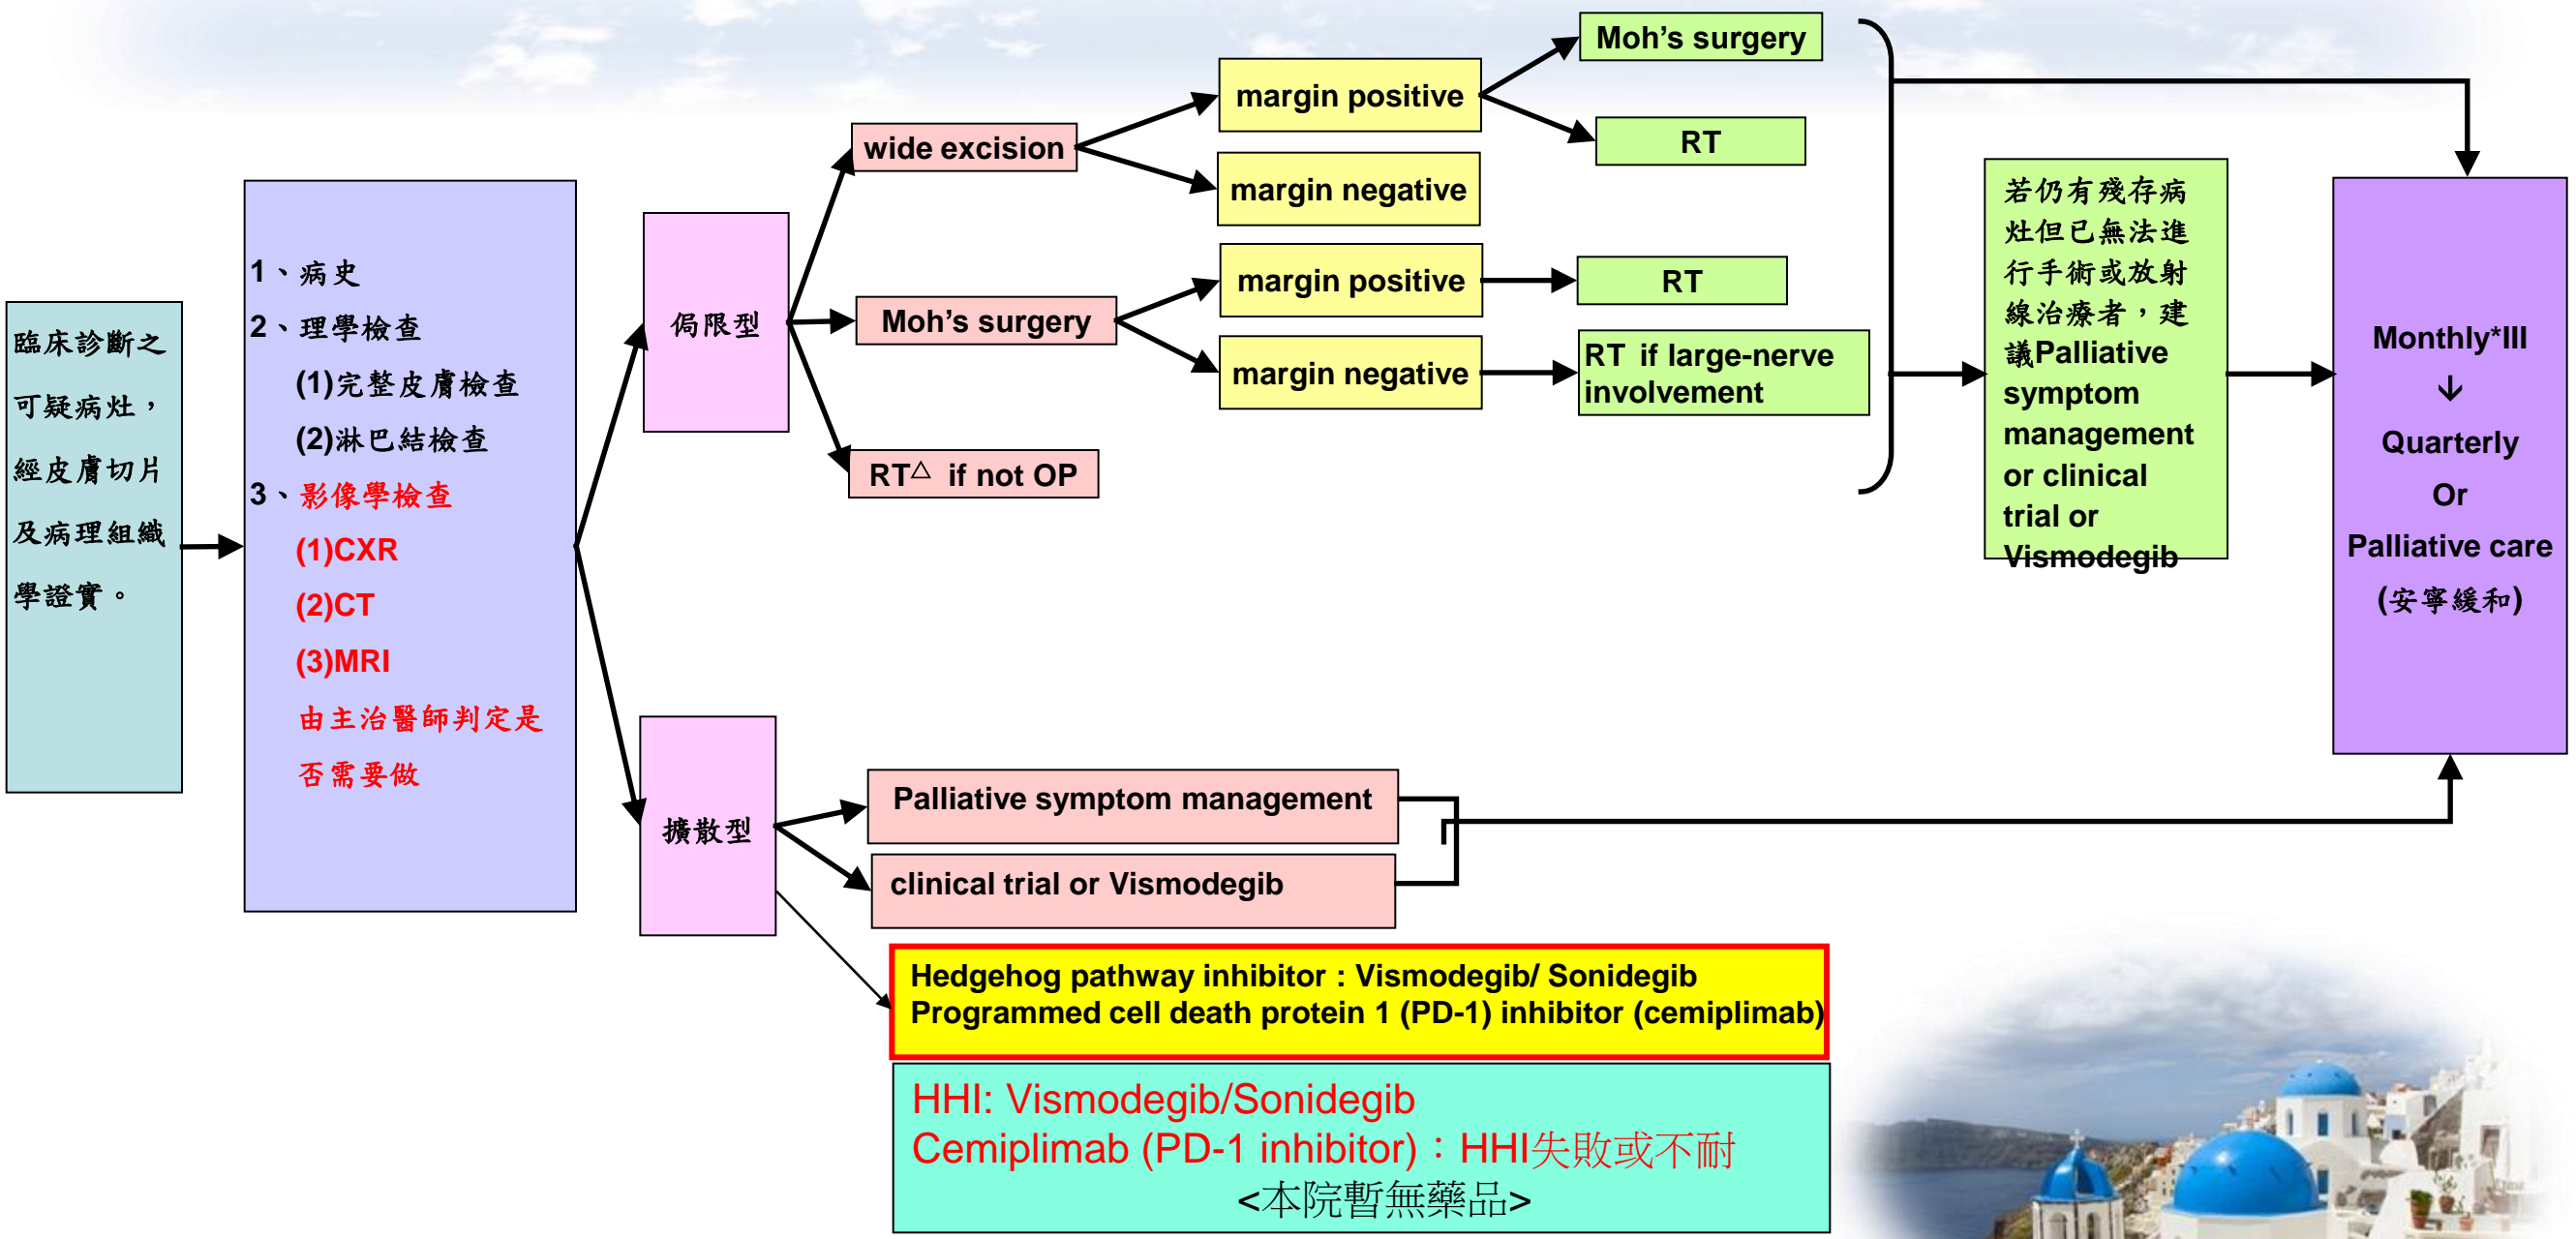 臨床診斷之
可疑病灶，
經皮膚切片
及病理組織
學證實。
1、病史
2、理學檢查
(1)完整皮膚檢查
(2)淋巴結檢查
3、影像學檢查
(1)CXR
(2)CT
(3)MRI
由主治醫師判定是
否需要做
侷限型
wide excision
margin positive
Moh's surgery
RT
margin negative
Moh's surgery
margin positive
RT
margin negative
RT if large-nerve
involvement
RT△ if not OP
若仍有殘存病
灶但已無法進
行手術或放射
線治療者，建
議Palliative
symptom
management
or clinical
trial or
Vismodegib
Monthly*III
↓
Quarterly
Or
Palliative care
(安寧緩和)
擴散型
Palliative symptom management
clinical trial or Vismodegib
Hedgehog pathway inhibitor : Vismodegib/ Sonidegib
Programmed cell death protein 1 (PD-1) inhibitor (cemiplimab)
HHI: Vismodegib/Sonidegib
Cemiplimab (PD-1 inhibitor)：HHI失敗或不耐
<本院暫無藥品>